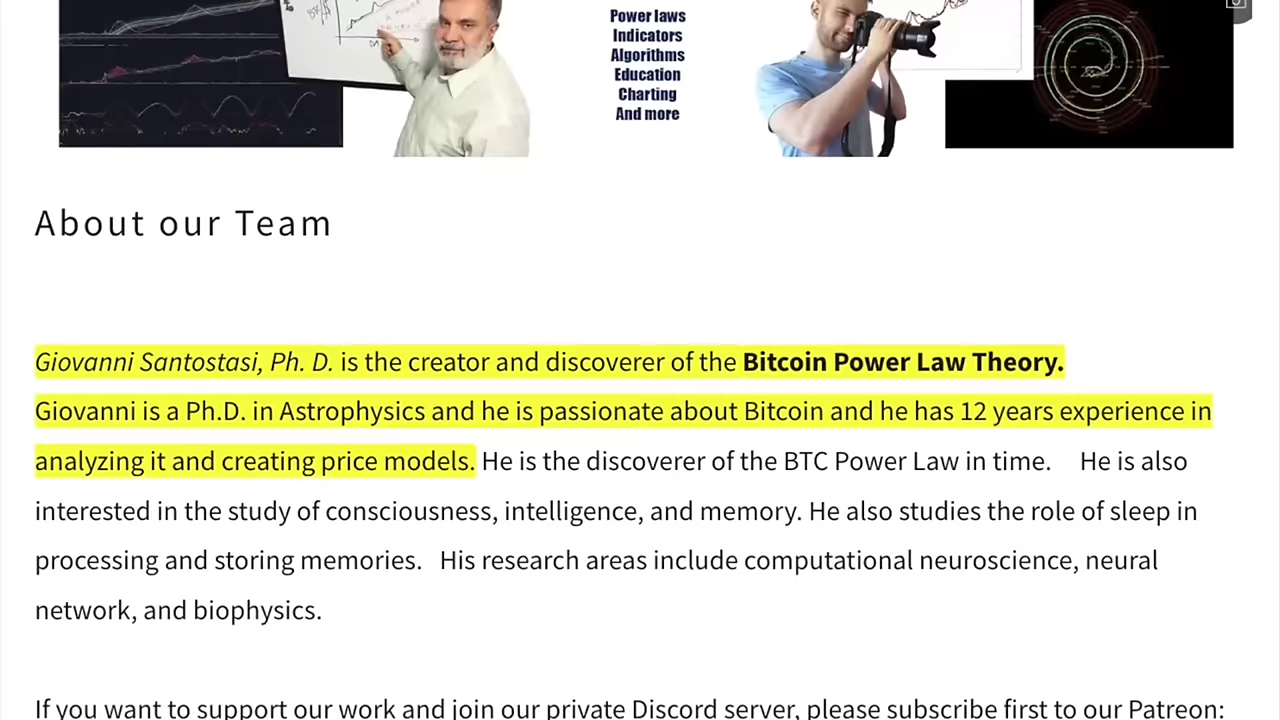 Power laws
Indicators
Algorithms
Education
Charting
And more
About our Team
Giovanni Santostasi, Ph. D. is the creator and discoverer of the Bitcoin Power Law Theory.
Giovanni is a Ph.D. in Astrophysics and he is passionate about Bitcoin and he has 12 years experience in
analyzing it and creating price models. He is the discoverer of the BTC Power Law in time. He is also
interested in the study of consciousness, intelligence, and memory. He also studies the role of sleep in
processing and storing memories. His research areas include computational neuroscience, neural
network, and biophysics.
If you want to support our work and join our private Discord server, please subscribe first to our Patreon: